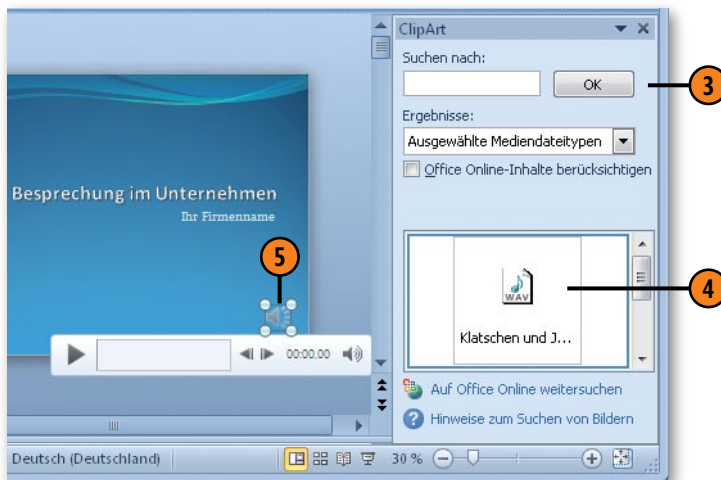 ClipArt
Suchen nach:
OK
3
Ergebnisse:
Ausgewählte Mediendateitypen
Office Online-Inhalte berücksichtigen
Besprechung im Unternehmen
Ihr Firmenname
5
WAV
4
Klatschen und J...
00:00,00
Auf Office Online weitersuchen
Hinweise zum Suchen von Bildern
Deutsch (Deutschland)
30 %